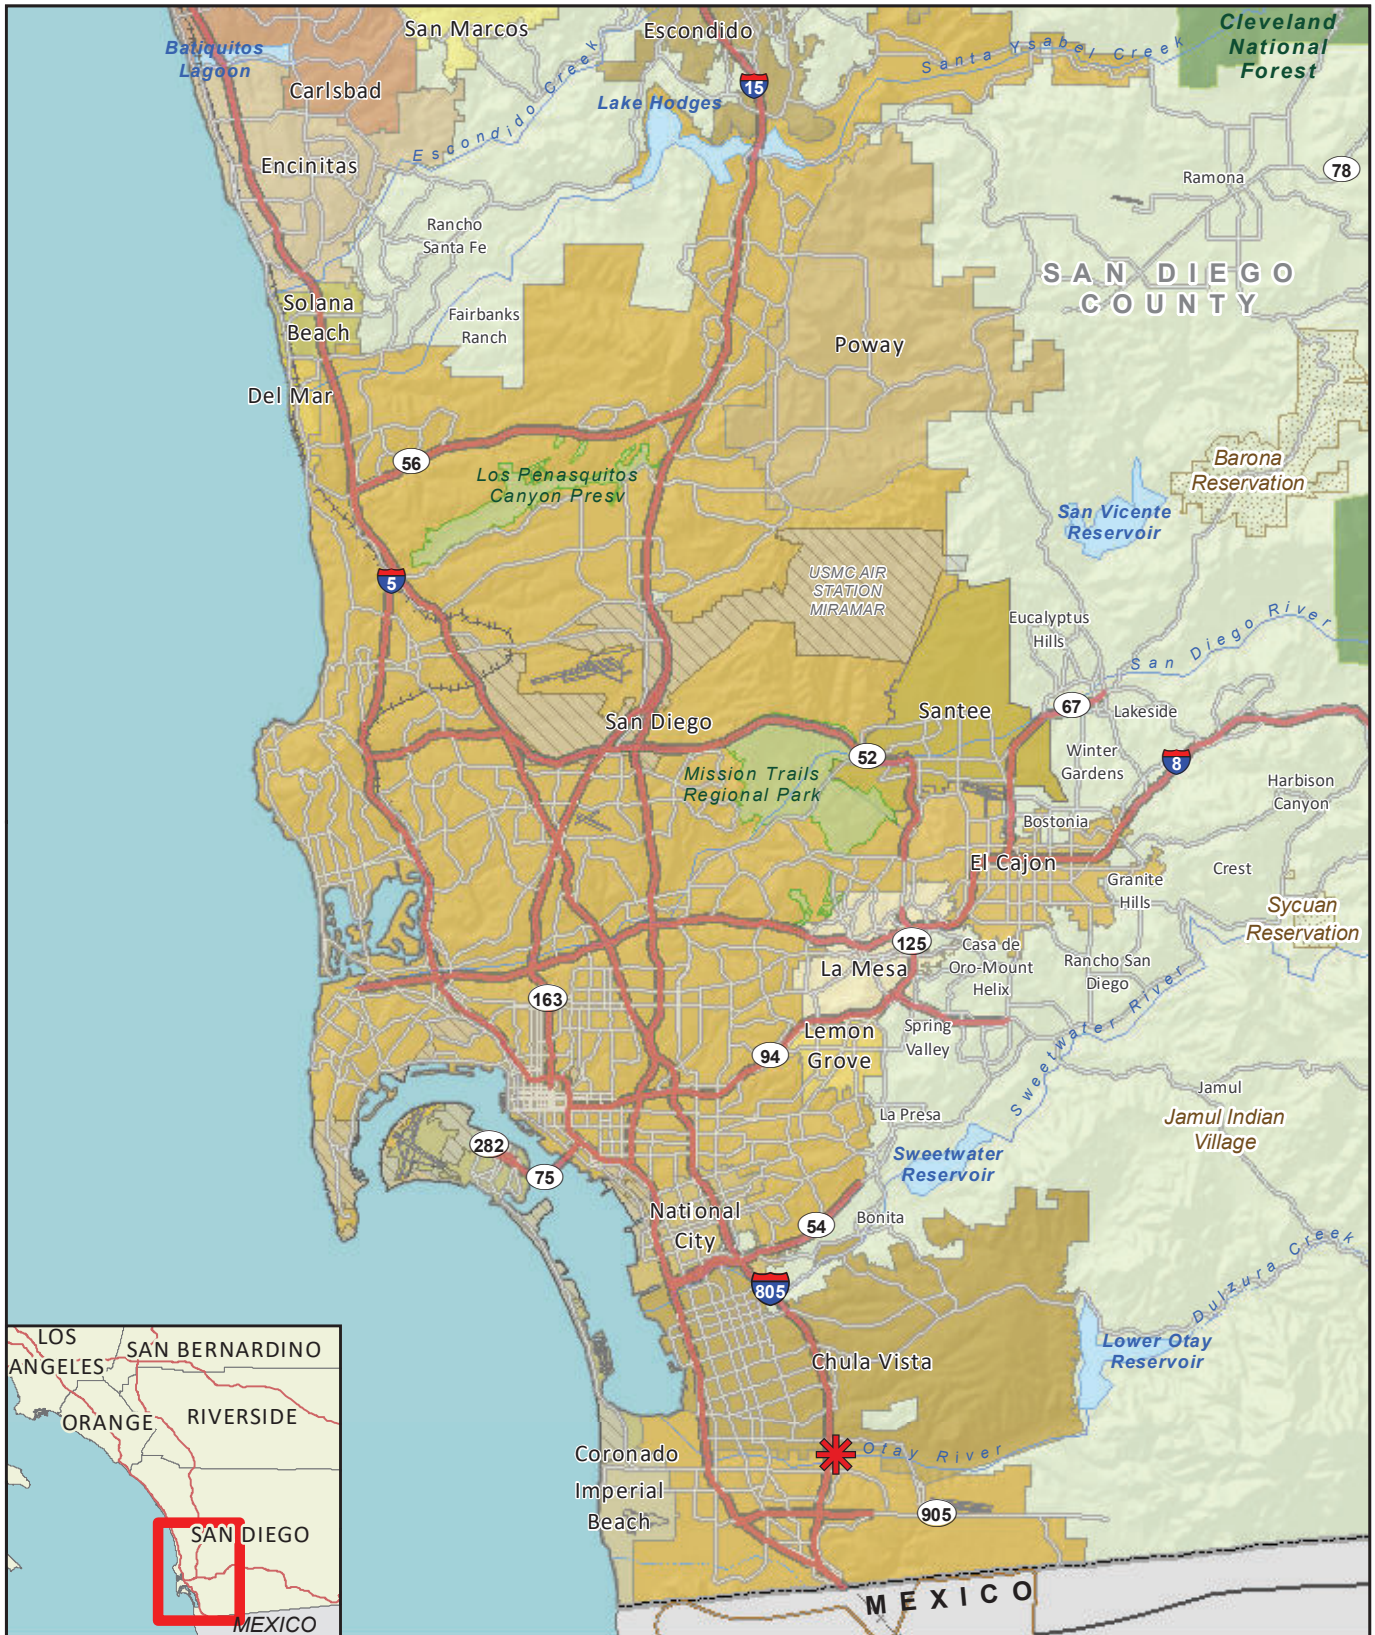 San Marcos
Escondido
Cleveland
National
Forest
Batiquitos
Lagoon
Carlsbad
Escondido Creek
Lake Hodges
15
Santa Ysabel Creek
Encinitas
Ramona
78
Rancho
Santa Fe
SAN DIEGO
COUNTY
Solana
Beach
Fairbanks
Ranch
Poway
Del Mar
56
Los Penasquitos
Canyon Presv
Barona
Reservation
San Vicente
Reservoir
5
USMC AIR
STATION
MIRAMAR
Eucalyptus
Hills
San Diego River
San Diego
Santee
67
Lakeside
52
Winter
Gardens
8
Mission Trails
Regional Park
Harbison
Canyon
Bostonia
El Cajon
Granite
Hills
Crest
Sycuan
Reservation
125
La Mesa
Casa de
Oro-Mount
Helix
Rancho San
Diego
163
Lemon
Grove
Spring
Valley
94
Sweetwater River
Jamul
La Presa
Jamul Indian
Village
282
75
Sweetwater
Reservoir
National
City
54
Bonita
805
Dulzura Creek
Chula Vista
Lower Otay
Reservoir
Coronado
Otay River
Imperial
Beach
905
MEXICO
LOS
ANGELES
SAN BERNARDINO
ORANGE
RIVERSIDE
SAN DIEGO
MEXICO